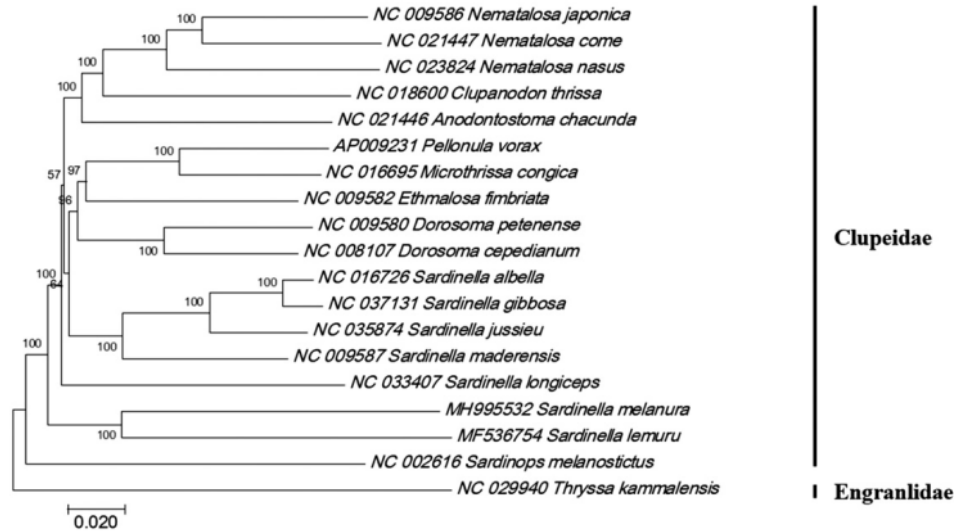 100
NC 009586 Nematalosa japonica
100
NC 021447 Nematalosa come
100
NC 023824 Nematalosa nasus
100
NC 018600 Clupanodon thrissa
NC 021446 Anodontostoma chacunda
AP009231 Pellonula vorax
100
57
97
NC 016695 Microthrissa congica
96
NC 009582 Ethmalosa fimbriata
NC 009580 Dorosoma petenense
100
NC 008107 Dorosoma cepedianum
Clupeidae
100
64
100
NC 016726 Sardinella albella
100
NC 037131 Sardinella gibbosa
NC 035874 Sardinella jussieu
100
NC 009587 Sardinella maderensis
100
NC 033407 Sardinella longiceps
MH995532 Sardinella melanura
100
MF536754 Sardinella lemuru
NC 002616 Sardinops melanostictus
NC 029940 Thryssa kammalensis
Engranlidae
0.020